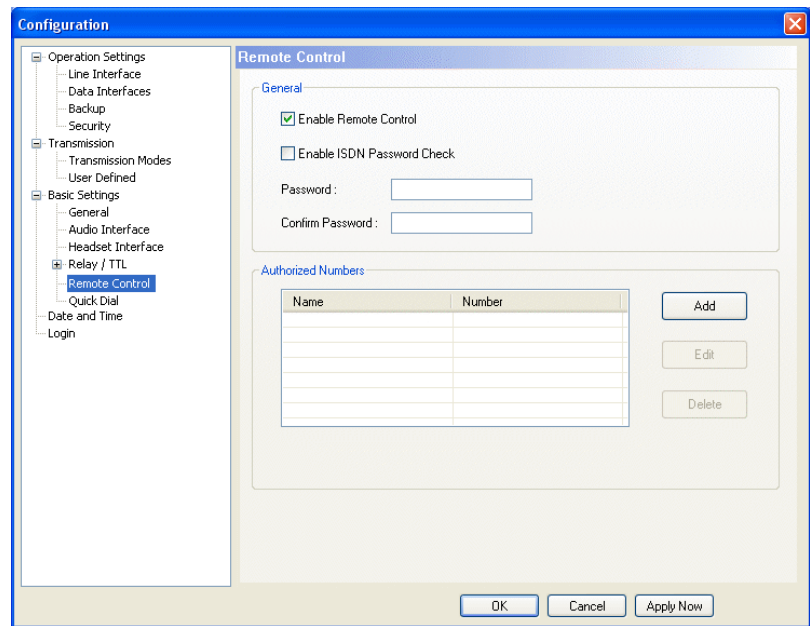 Configuration
Operation Settings
Line Interface
Data Interfaces
Backup
Security
Transmission
Transmission Modes
User Defined
Basic Settings
General
Audio Interface
Headset Interface
Relay / TTL
Remote Control
Quick Dial
Date and Time
Login
Remote Control
General
Enable Remote Control
Enable ISDN Password Check
Password :
Confirm Password :
Authorized Numbers
Name Number
Add
Edit
Delete
OK Cancel Apply Now